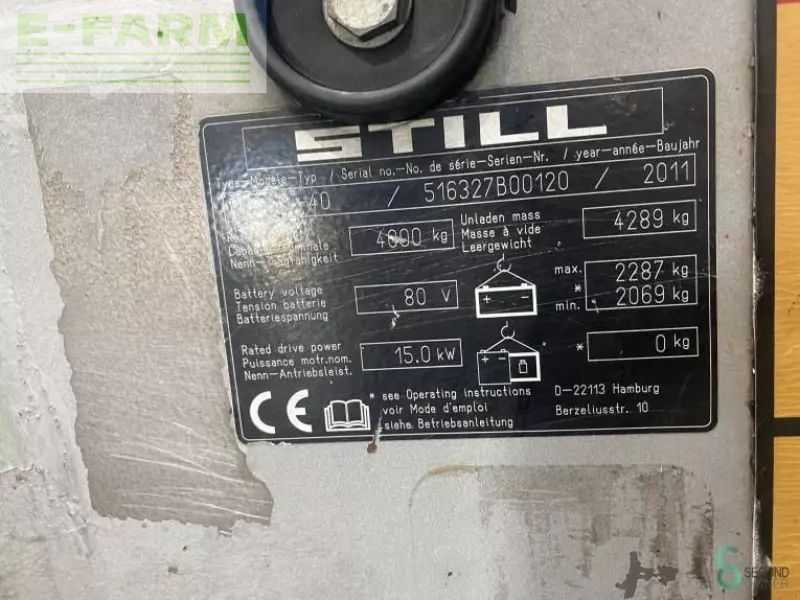 E-FARM
STILL
Type-Modèle-Typ / Serial no.-No. de série-Serien-Nr. / year-année-Baujahr
40 / 516327B00120 / 2011
4000 kg
Unladen mass
Masse à vide
Leergewicht
4289 kg
Nenn-
Battery voltage
Tension batterie
Batteriespannung
80 V
+ -
max.
*
min.
2287 kg
2069 kg
Rated drive power
Puissance motr.nom.
Nenn-Antriebsleist.
15.0 kW
+ -
* 0 kg
CE
* see Operating instructions
voir Mode d'emploi
siehe Betriebsanleitung
D-22113 Hamburg
Berzeliusstr. 10
SECOND